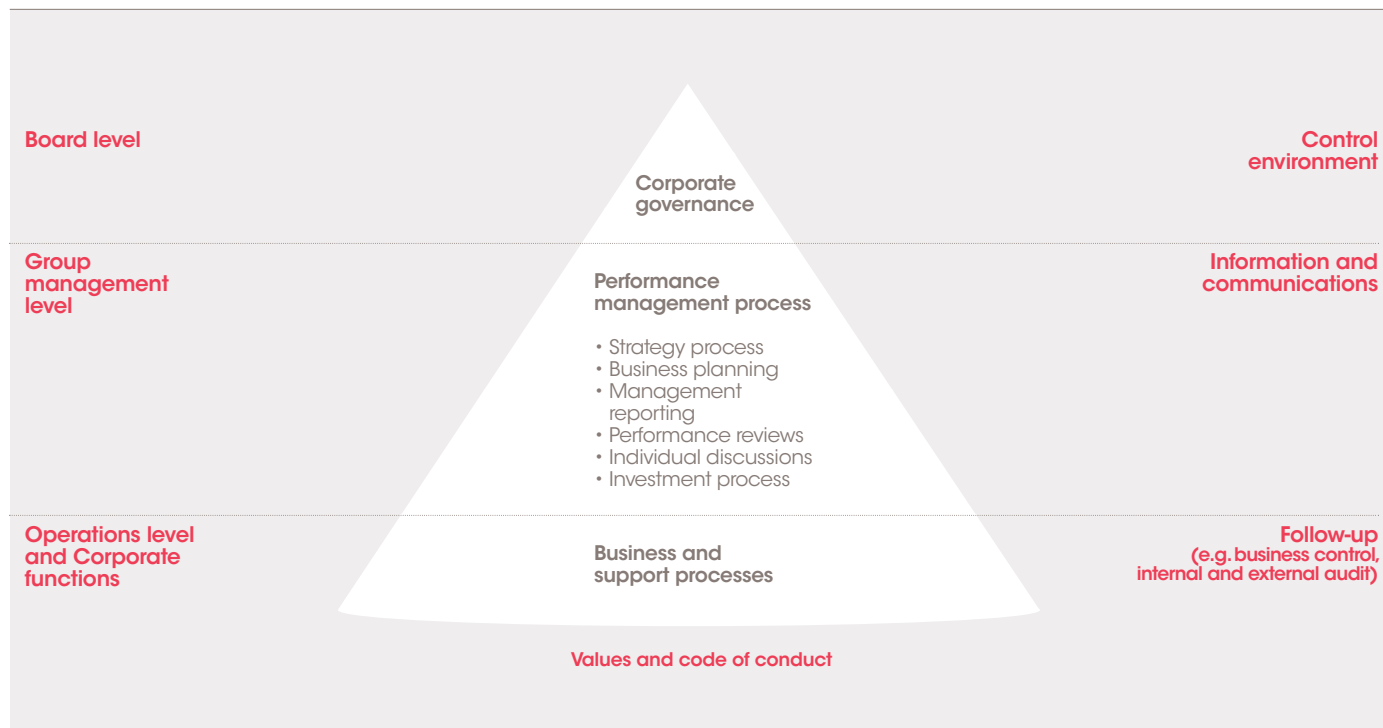 Board level
Control
environment
Corporate
governance
Group
management
level
Information and
communications
Performance
management process
• Strategy process
• Business planning
• Management
reporting
• Performance reviews
• Individual discussions
• Investment process
Operations level
and Corporate
functions
Business and
support processes
Follow-up
(e.g. business control,
internal and external audit)
Values and code of conduct